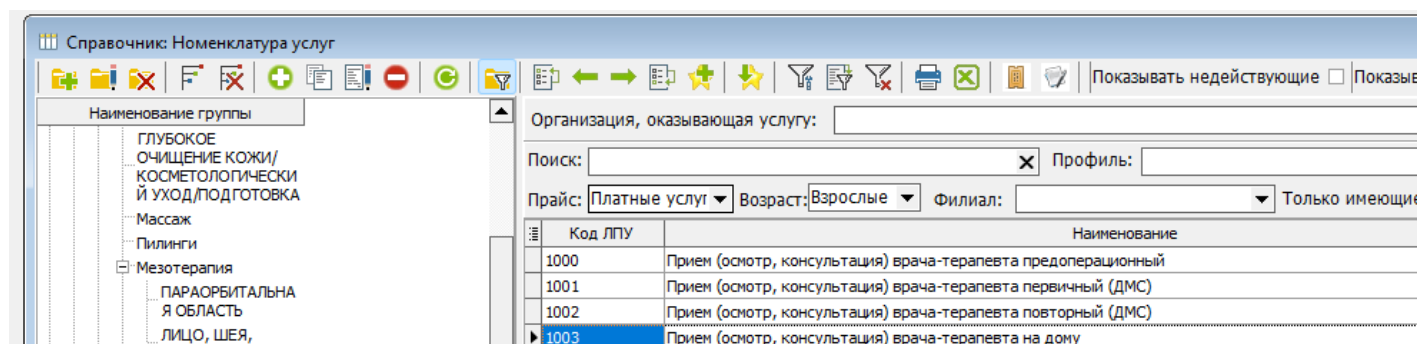 Справочник: Номенклатура услуг
Показывать недействующие
Наименование группы
ГЛУБОКОЕ
ОЧИЩЕНИЕ КОЖИ/
КОСМЕТОЛОГИЧЕСКИ
Й УХОД/ПОДГОТОВКА
Массаж
Пилинги
Мезотерапия
ПАРАОРБИТАЛЬНА
Я ОБЛАСТЬ
ЛИЦО, ШЕЯ,
Организация, оказывающая услугу:
Поиск: Профиль:
Прайс: Платные услуг Возраст: Взрослые Филиал: Только имеющие
Код ЛПУ Наименование
1000 Прием (осмотр, консультация) врача-терапевта предоперационный
1001 Прием (осмотр, консультация) врача-терапевта первичный (ДМС)
1002 Прием (осмотр, консультация) врача-терапевта повторный (ДМС)
1003 Прием (осмотр, консультация) врача-терапевта на дому